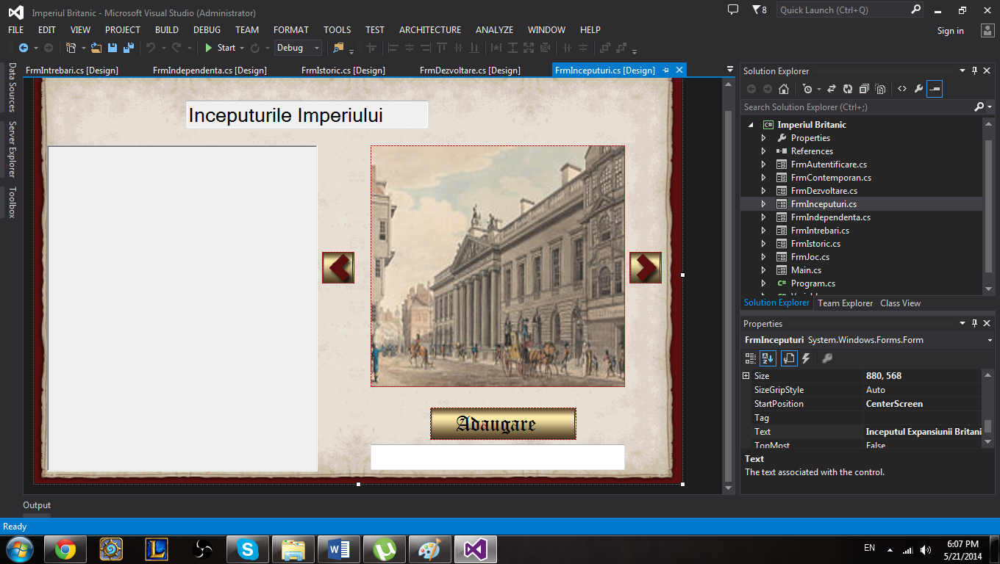 Imperiul Britanic - Microsoft Visual Studio (Administrator)
8
Quick Launch (Ctrl+Q)
FILE EDIT VIEW PROJECT BUILD DEBUG TEAM FORMAT TOOLS TEST ARCHITECTURE ANALYZE WINDOW HELP
Sign in
Start
Debug
Data Sources
Server Explorer
Toolbox
FrmIntrebari.cs [Design] FrmIndependenta.cs [Design] FrmIstoric.cs [Design] FrmDezvoltare.cs [Design] FrmInceputuri.cs [Design]
Inceputurile Imperiului
Adaugare
Solution Explorer
Search Solution Explorer (Ctrl+;)
C# Imperiul Britanic
Properties
References
FrmAutentificare.cs
FrmContemporan.cs
FrmDezvoltare.cs
FrmInceputuri.cs
FrmIndependenta.cs
FrmIntrebari.cs
FrmIstoric.cs
FrmJoc.cs
Main.cs
C# Program.cs
Solution Explorer Team Explorer Class View
Properties
FrmInceputuri System.Windows.Forms.Form
Size 880, 568
SizeGripStyle Auto
StartPosition CenterScreen
Tag
Text Inceputul Expansiunii Britani
TopMost False
Text
The text associated with the control.
Output
Ready
EN
6:07 PM
5/21/2014